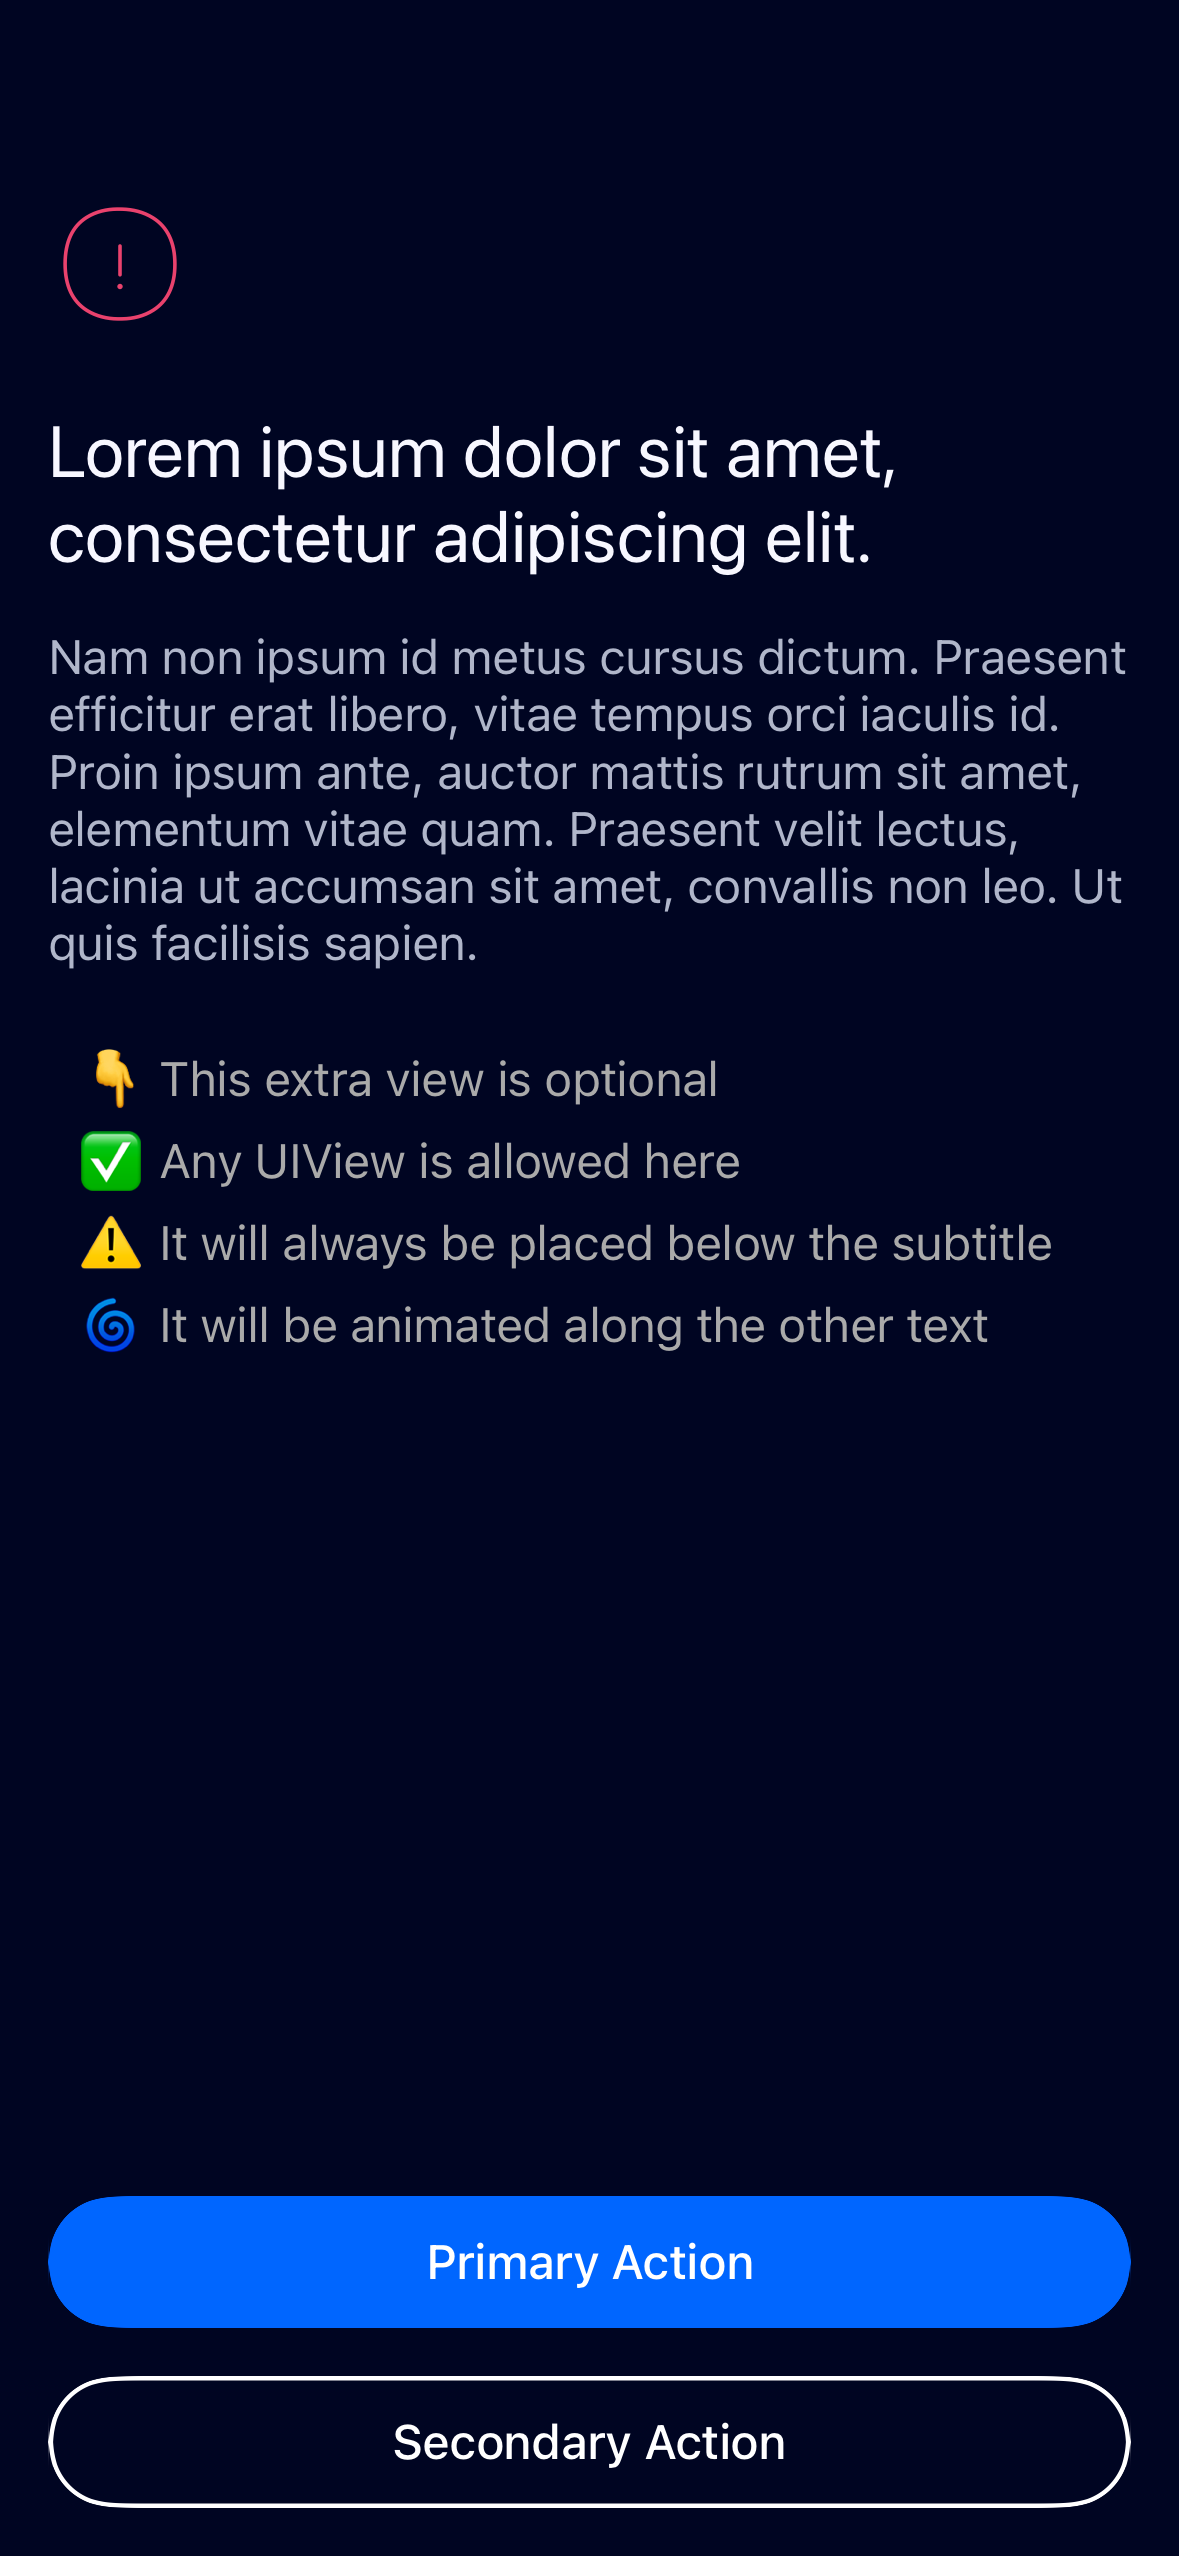 Lorem ipsum dolor sit amet,
consectetur adipiscing elit.
Nam non ipsum id metus cursus dictum. Praesent
efficitur erat libero, vitae tempus orci iaculis id.
Proin ipsum ante, auctor mattis rutrum sit amet,
elementum vitae quam. Praesent velit lectus,
lacinia ut accumsan sit amet, convallis non leo. Ut
quis facilisis sapien.
👇 This extra view is optional
✅ Any UIView is allowed here
⚠️ It will always be placed below the subtitle
🌀 It will be animated along the other text
Primary Action
Secondary Action